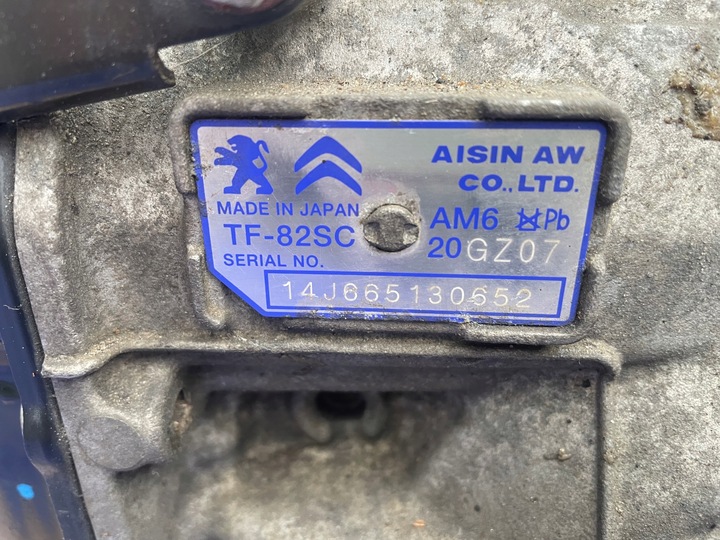 AISIN AW
CO.,LTD.
MADE IN JAPAN
TF-82SC
AM6 Pb
20GZ07
SERIAL NO.
14J665130652